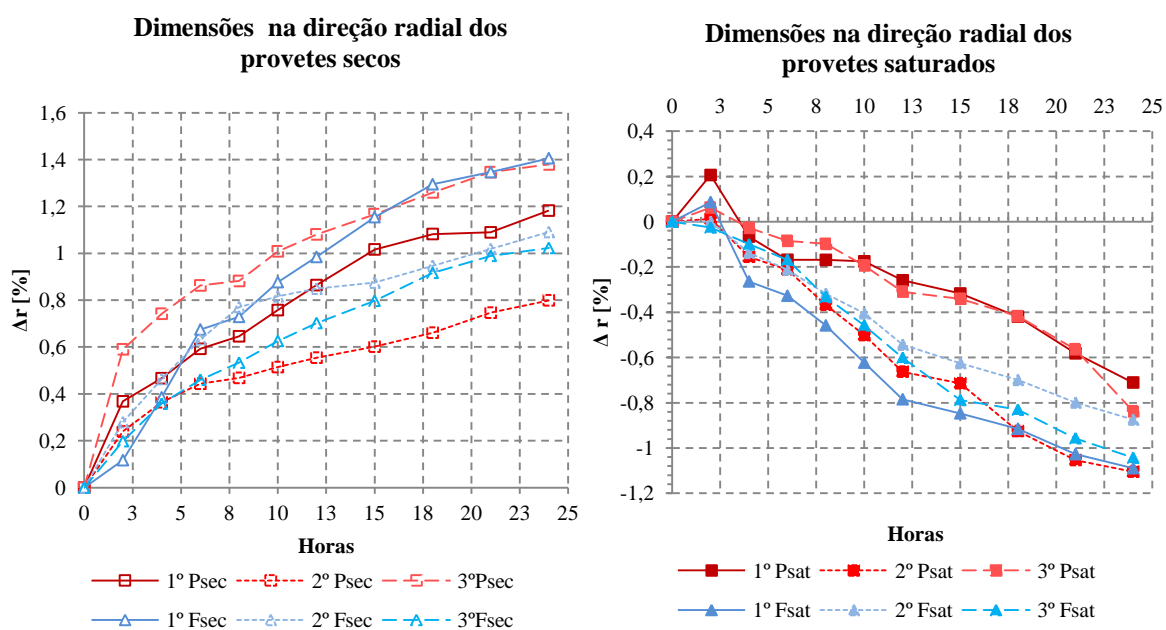 Dimensões na direção radial dos
provetes secos
1,6
1,4
1,2
1
0,8
0,6
0,4
0,2
0
Δr [%]
0 3 5 8 10 13 15 18 20 23 25
Horas
1º Psec 2º Psec 3ºPsec
1º Fsec 2º Fsec 3ºFsec
Dimensões na direção radial dos
provetes saturados
0 3 5 8 10 13 15 18 20 23 25
0,4
0,2
0
-0,2
-0,4
-0,6
-0,8
-1
-1,2
Δ r [%]
Horas
1º Psat 2º Psat 3º Psat
1º Fsat 2º Fsat 3º Fsat